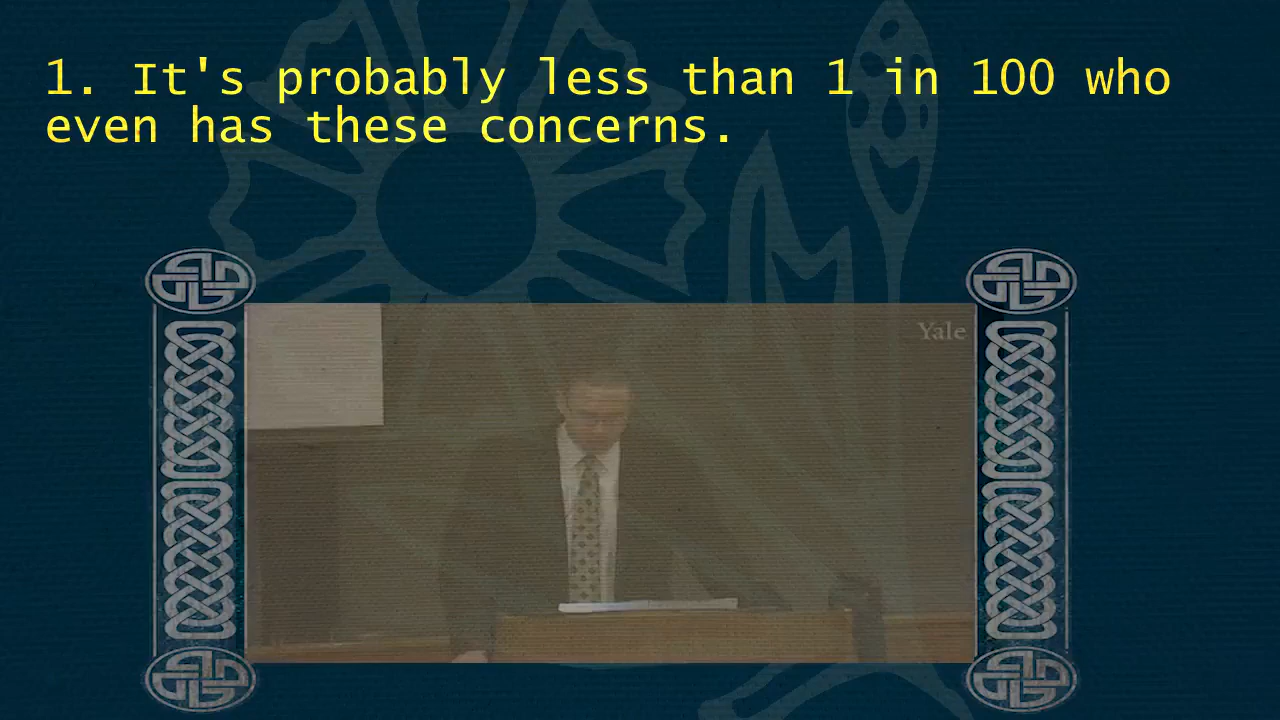 1. It's probably less than 1 in 100 who
even has these concerns.
Yale